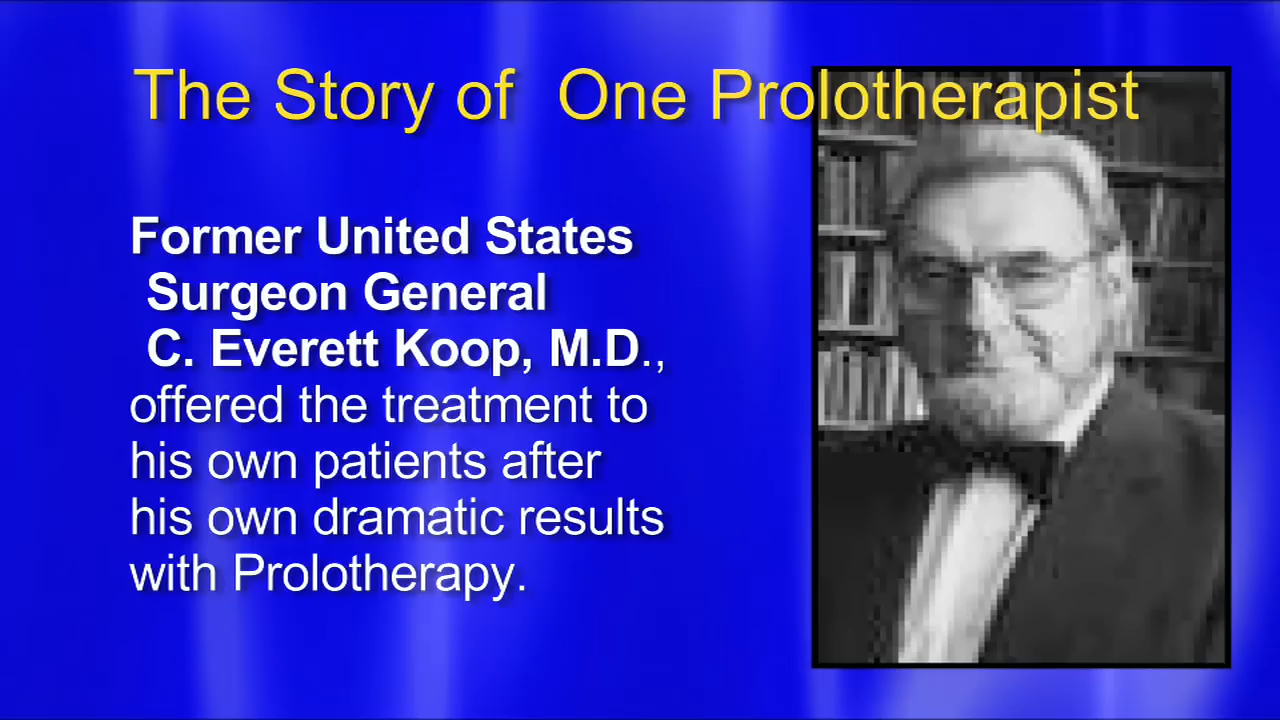 The Story of One Prolotherapist
Former United States
Surgeon General
C. Everett Koop, M.D.,
offered the treatment to
his own patients after
his own dramatic results
with Prolotherapy.